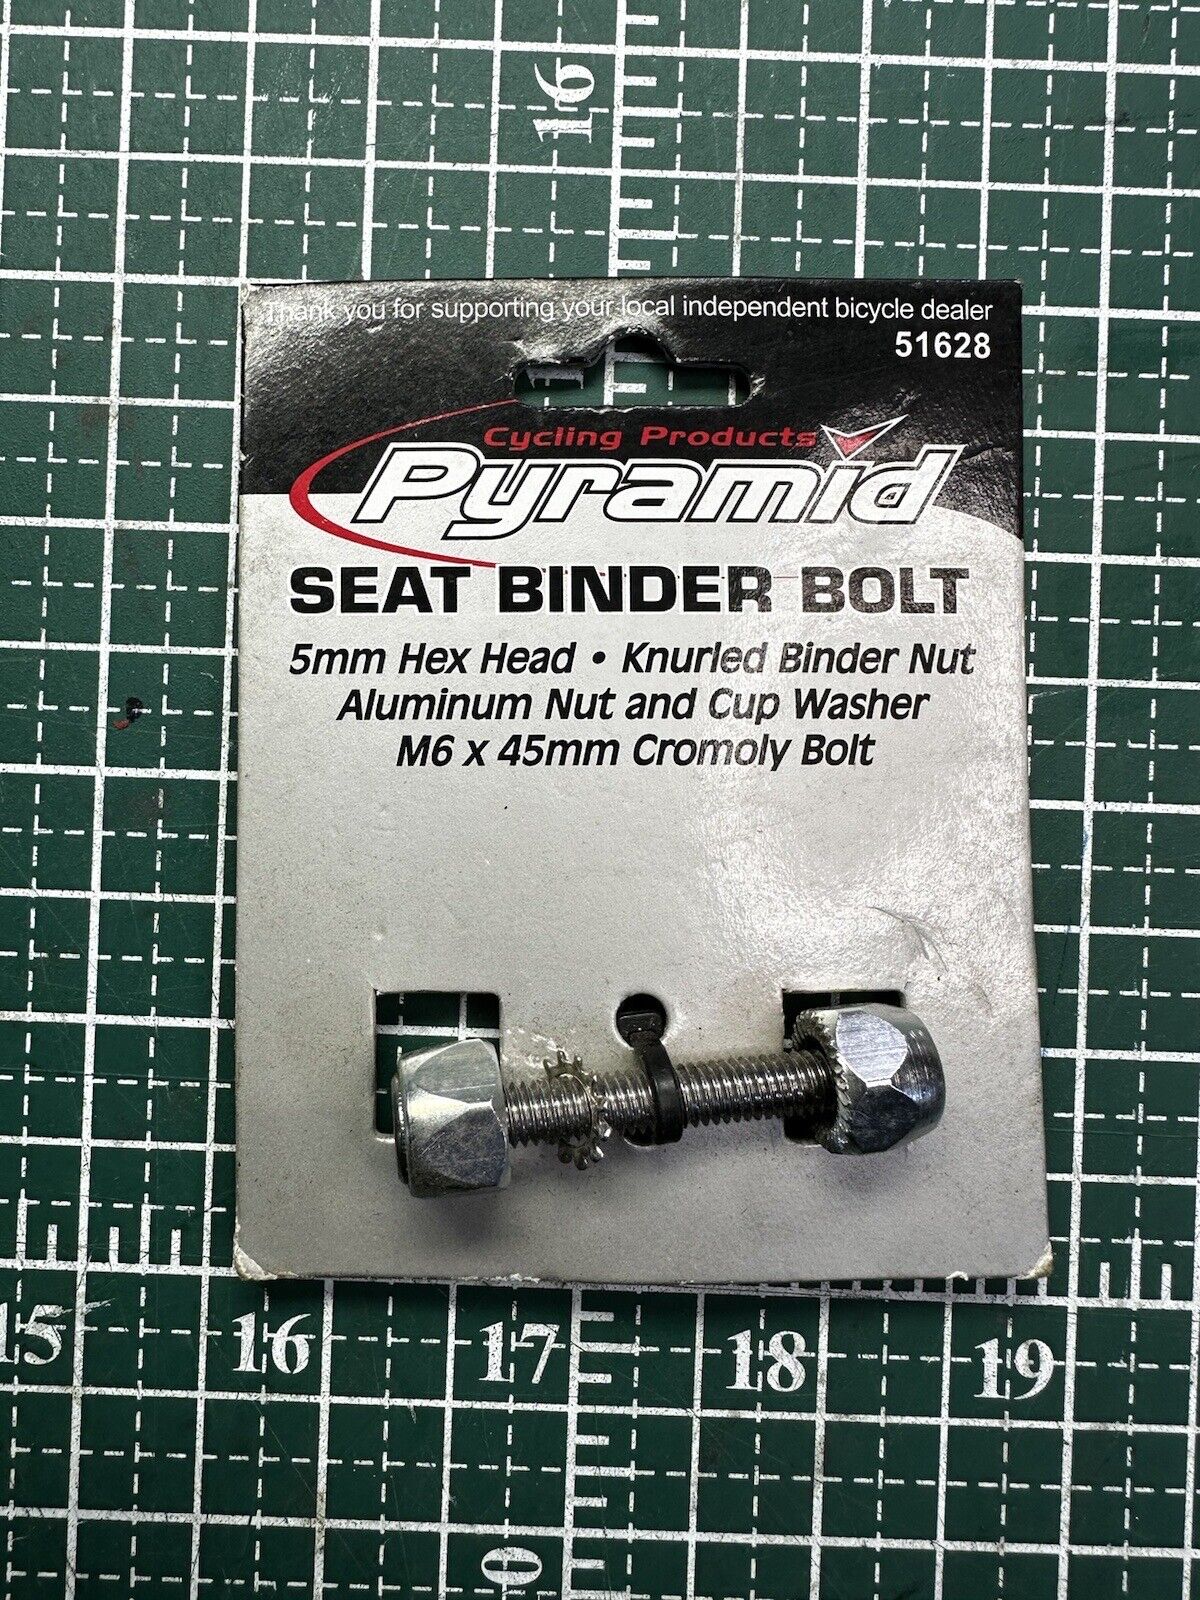 16
Thank you for supporting your local independent bicycle dealer
51628
Cycling Products
Pyramid
SEAT BINDER BOLT
5mm Hex Head • Knurled Binder Nut
Aluminum Nut and Cup Washer
M6 x 45mm Cromoly Bolt
15 16 17 18 19
0